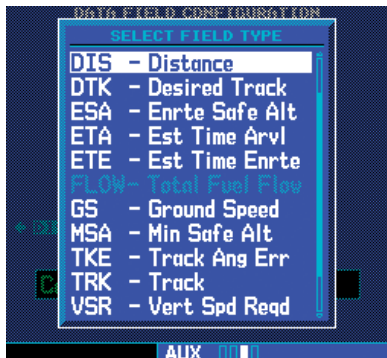 DATA FIELD CONFIGURATION
SELECT FIELD TYPE
DIS - Distance
DTK - Desired Track
ESA - Enrte Safe Alt
ETA - Est Time Arvl
ETE - Est Time Enrte
FLOW- Total Fuel Flow
GS - Ground Speed
MSA - Min Safe Alt
TKE - Track Ang Err
TRK - Track
VSR - Vert Spd Reqd
AUX